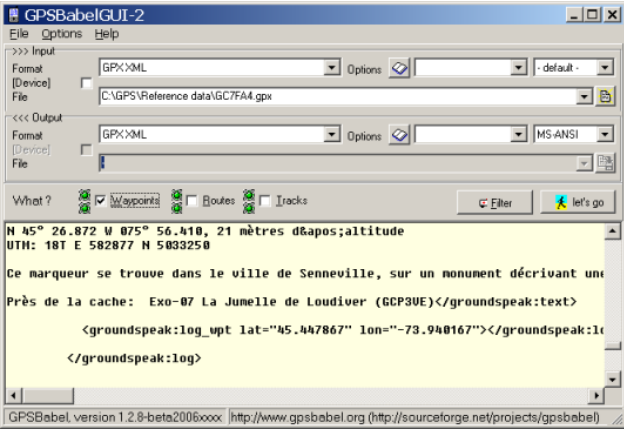 GPSBabelGUI-2
File Options Help
>>> Input
Format GPX XML Options - default -
[Device]
File C:\GPS\Reference data\GC7FA4.gpx
<<< Output
Format GPX XML Options MS-ANSI
[Device]
File -
What ? Waypoints Routes Tracks Filter let's go
N 45° 26.872 W 075° 56.410, 21 mètres d&apos;altitude
UTM: 18T E 582877 N 5033250
Ce marqueur se trouve dans le ville de Senneville, sur un monument décrivant une
Près de la cache: Exo-07 La Jumelle de Loudiver (GCP3VE)</groundspeak:text>
<groundspeak:log_wpt lat="45.447867" lon="-73.940167"></groundspeak:lo
</groundspeak:log>
GPSBabel, version 1.2.8-beta2006xxxx http://www.gpsbabel.org (http://sourceforge.net/projects/gpsbabel)